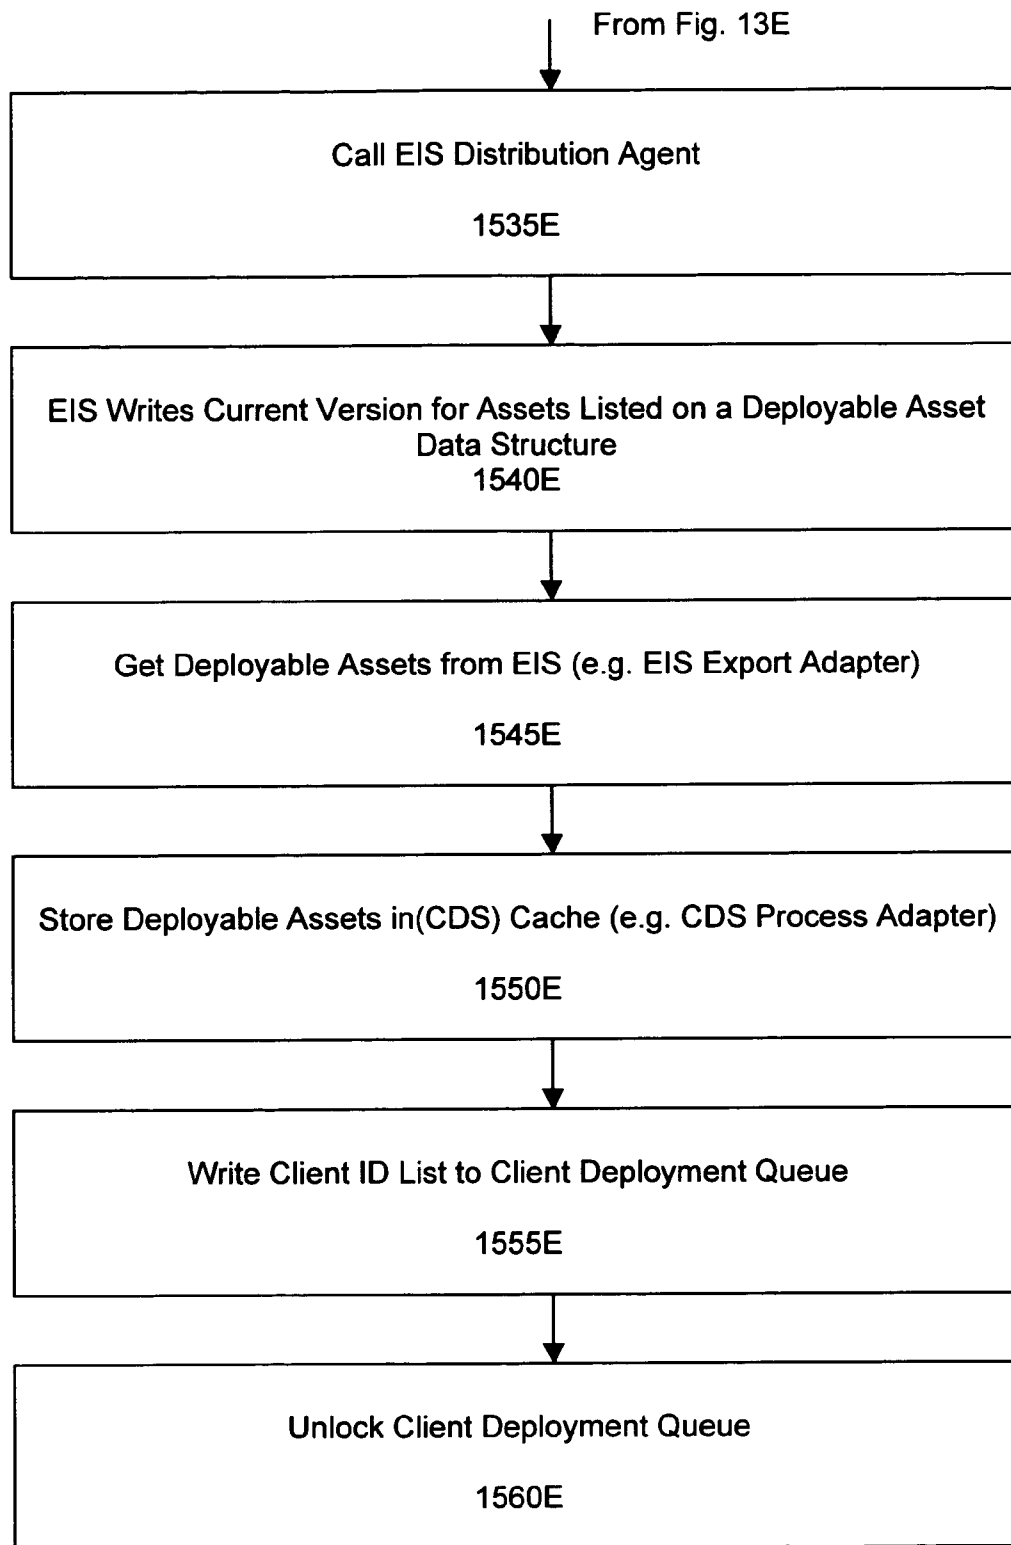 From Fig. 13E
Call EIS Distribution Agent
1535E
EIS Writes Current Version for Assets Listed on a Deployable Asset
Data Structure
1540E
Get Deployable Assets from EIS (e.g. EIS Export Adapter)
1545E
Store Deployable Assets in(CDS) Cache (e.g. CDS Process Adapter)
1550E
Write Client ID List to Client Deployment Queue
1555E
Unlock Client Deployment Queue
1560E